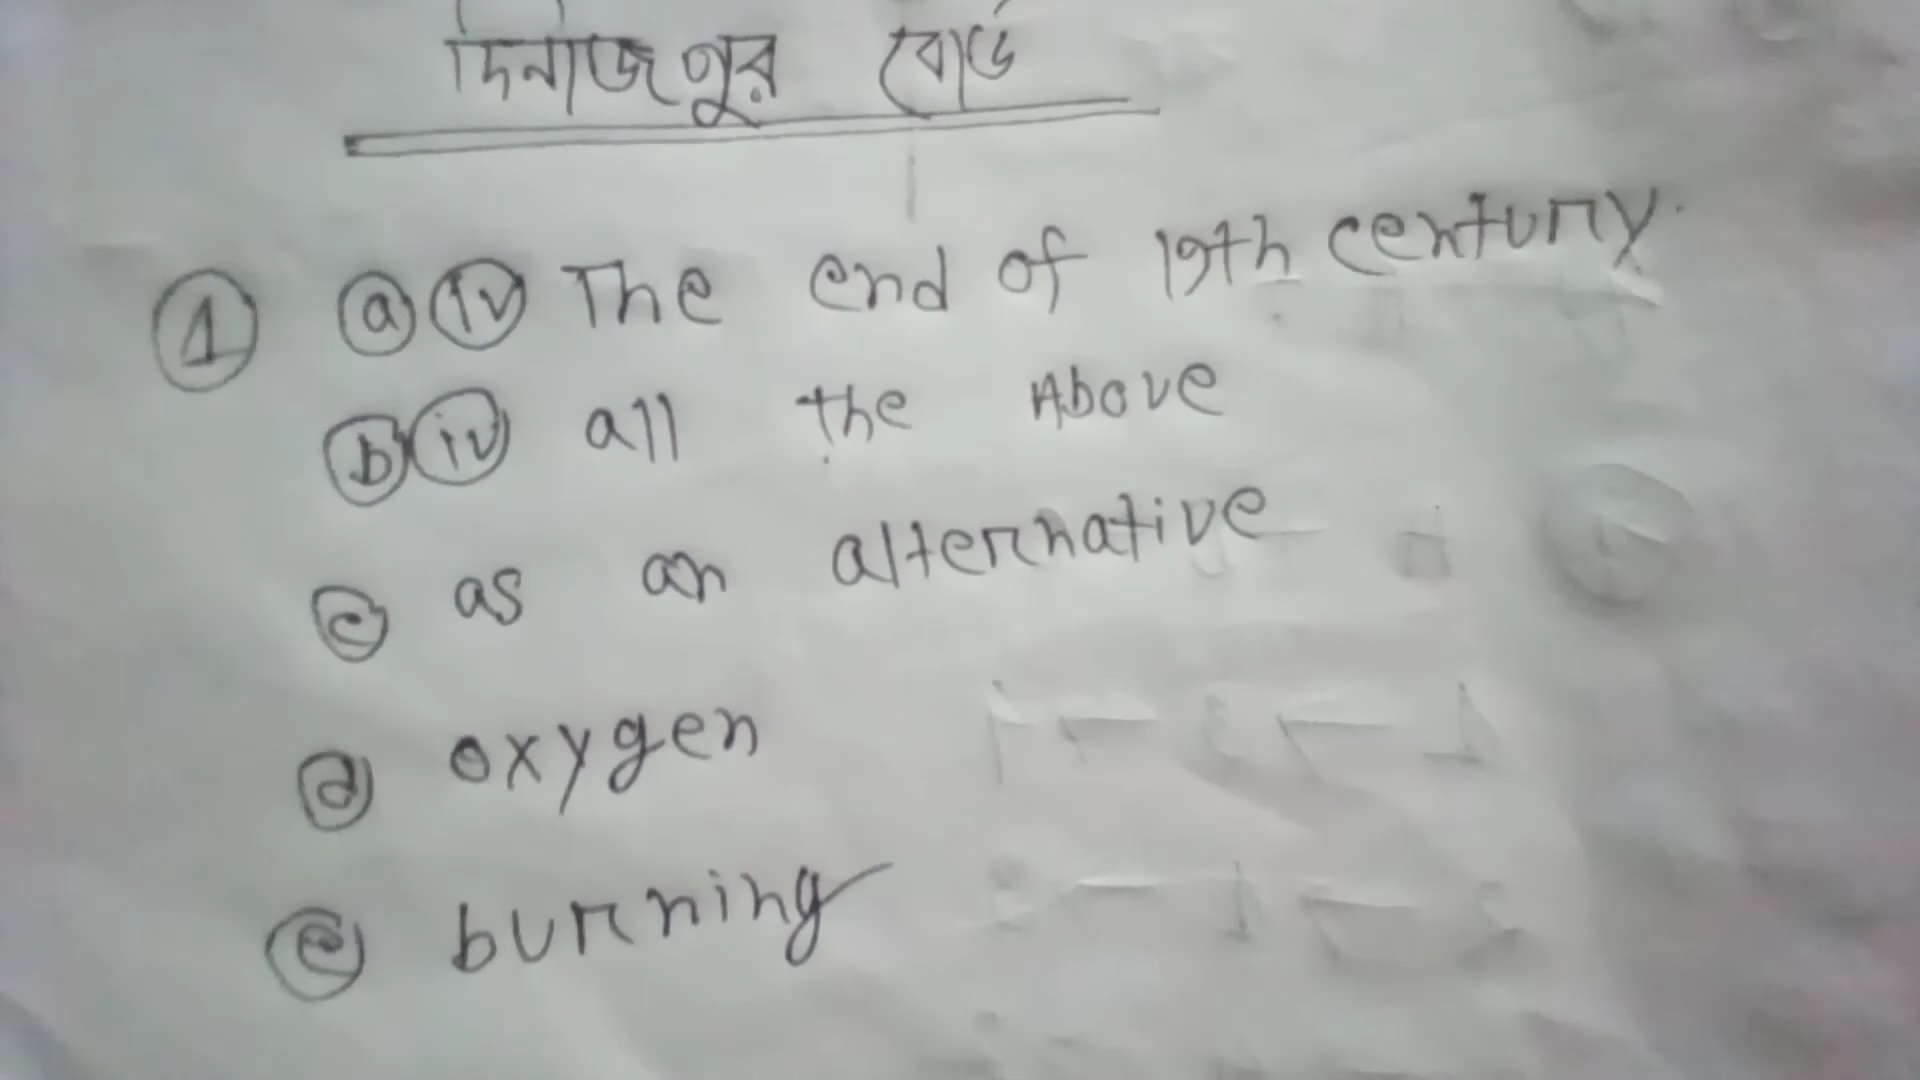 দিনাজপুর বোর্ড
1 a iv The end of 19th century.
b iv all the Above
c as an alternative
d oxygen
e burning